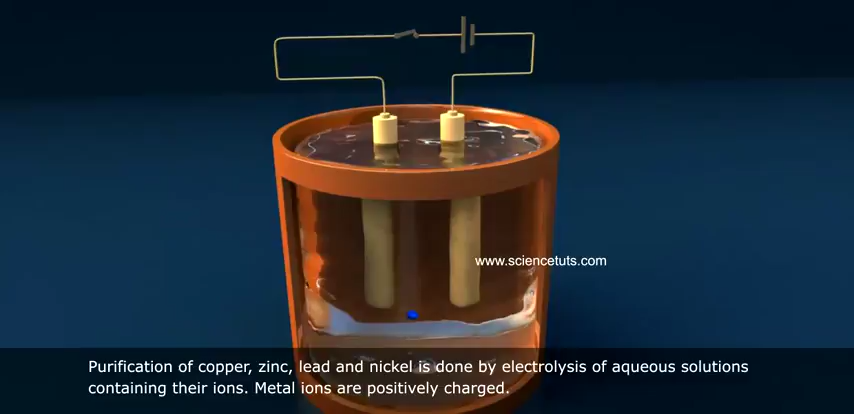 www.sciencetuts.com
Purification of copper, zinc, lead and nickel is done by electrolysis of aqueous solutions
containing their ions. Metal ions are positively charged.